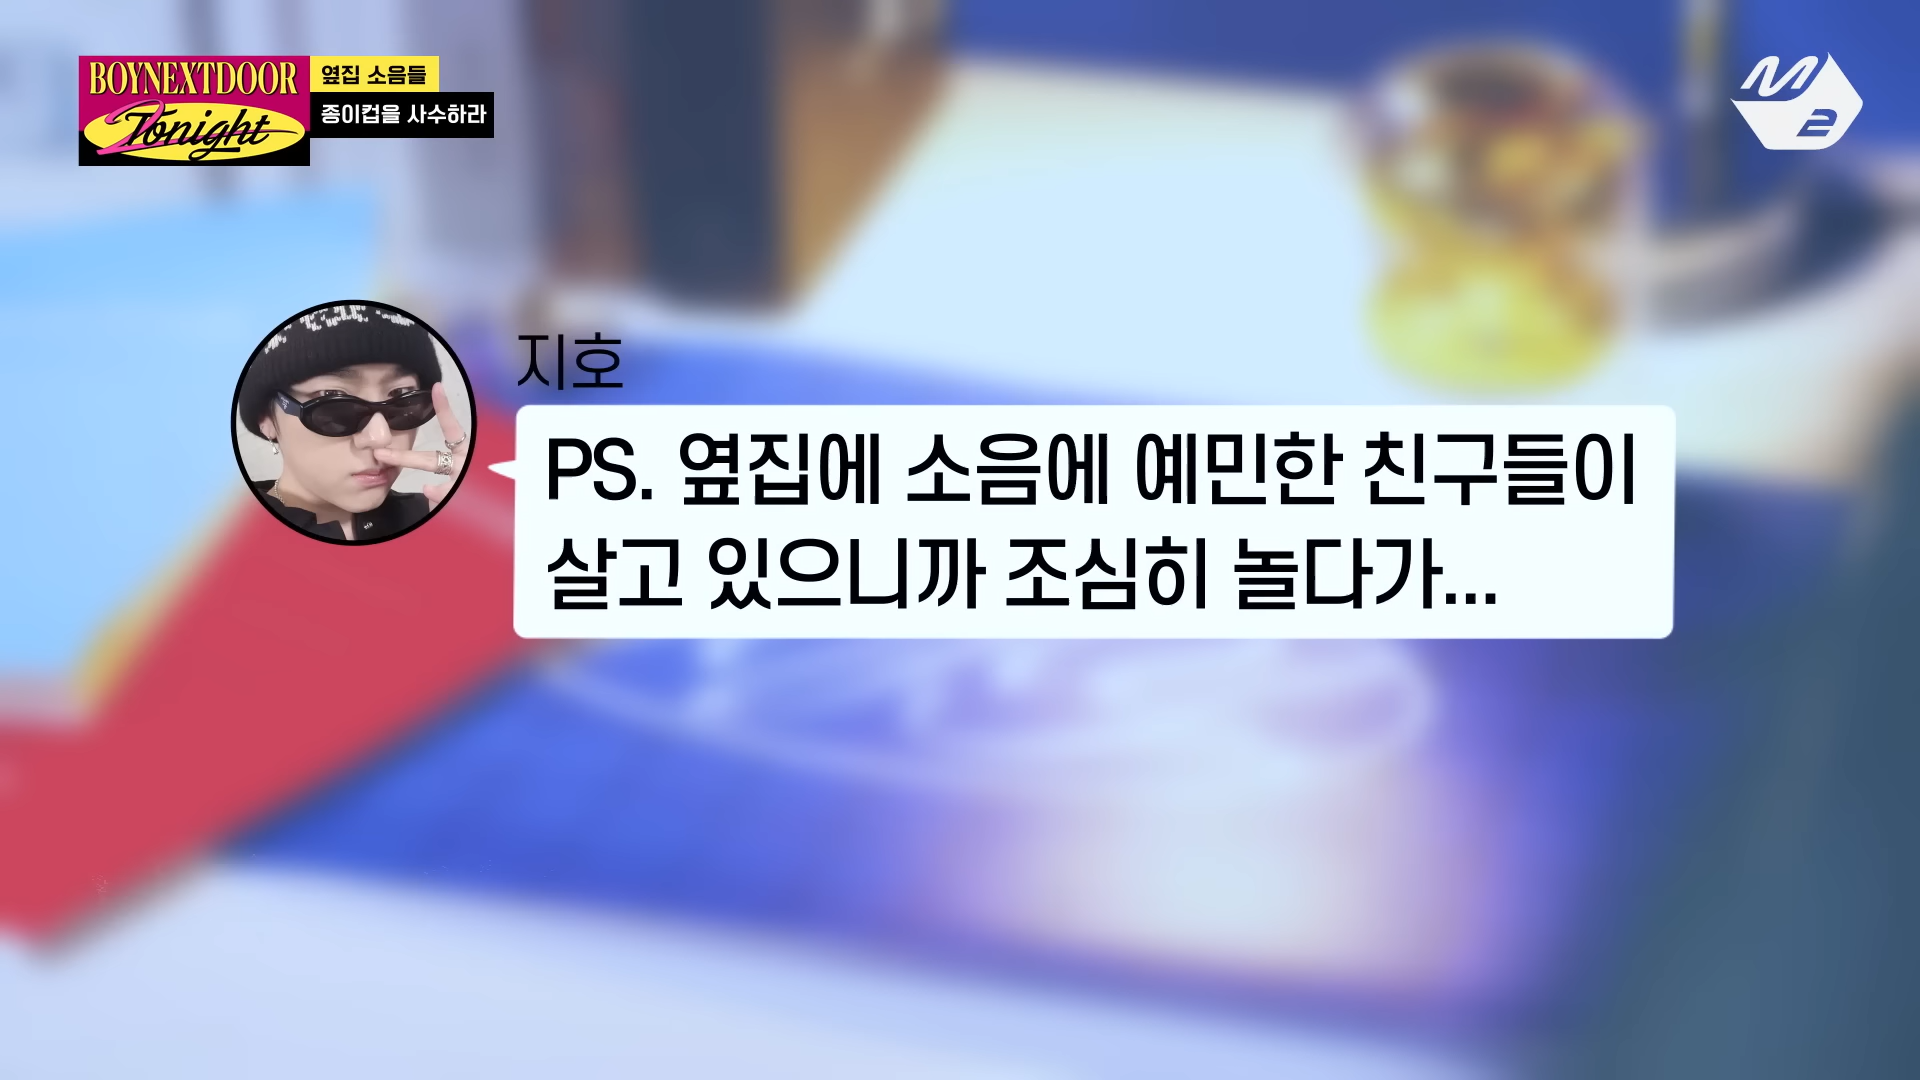 BOYNEXTDOOR
2Tonight
옆집 소음들
종이컵을 사수하라
M2
지호
PS. 옆집에 소음에 예민한 친구들이
살고 있으니까 조심히 놀다가...